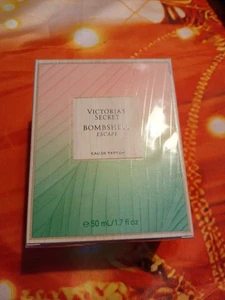 VICTORIA'S
SECRET
BOMBSHELL
ESCAPE
EAU DE PARFUM
℮ 50 mL/1.7 fl oz